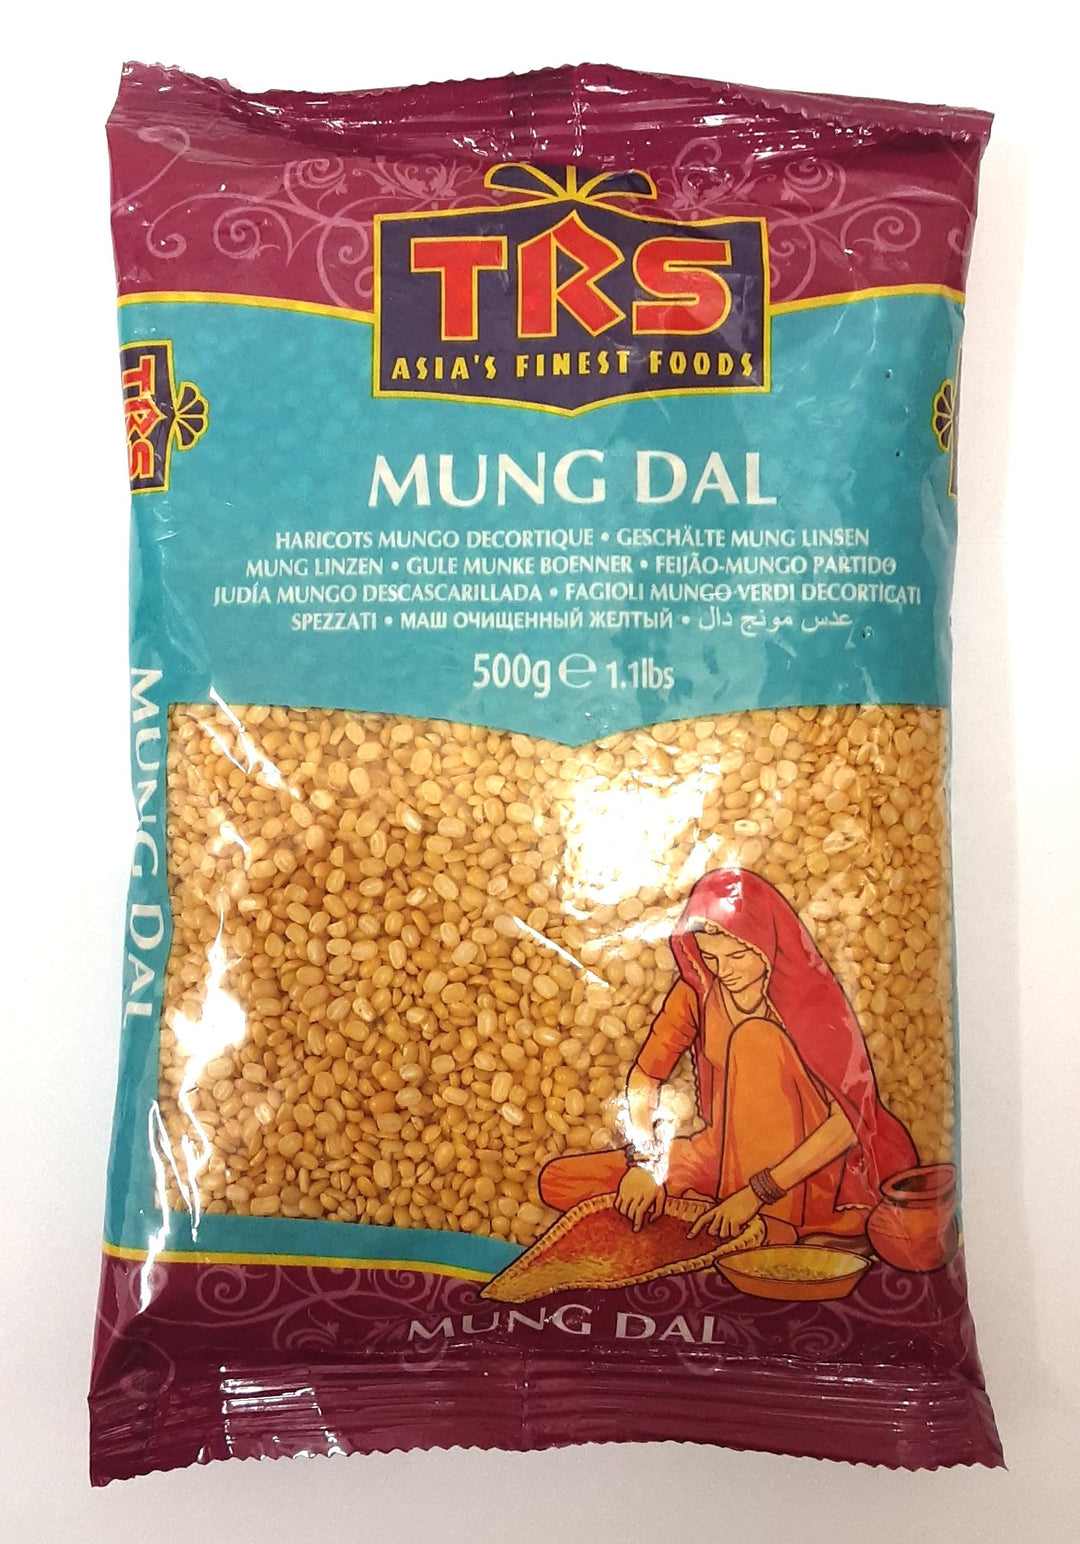 TRS
ASIA'S FINEST FOODS
TRS
MUNG DAL
HARICOTS MUNGO DECORTIQUE • GESCHÄLTE MUNG LINSEN
MUNG LINZEN • GULE MUNKE BOENNER • FEIJÃO-MUNGO PARTIDO
JUDÍA MUNGO DESCASCARILLADA • FAGIOLI MUNGO VERDI DECORTICATI
SPEZZATI • МАШ ОЧИЩЕННЫЙ ЖЕЛТЫЙ • عدس مونج دال
500g ℮ 1.1lbs
MUNG DAL
MUNG DAL